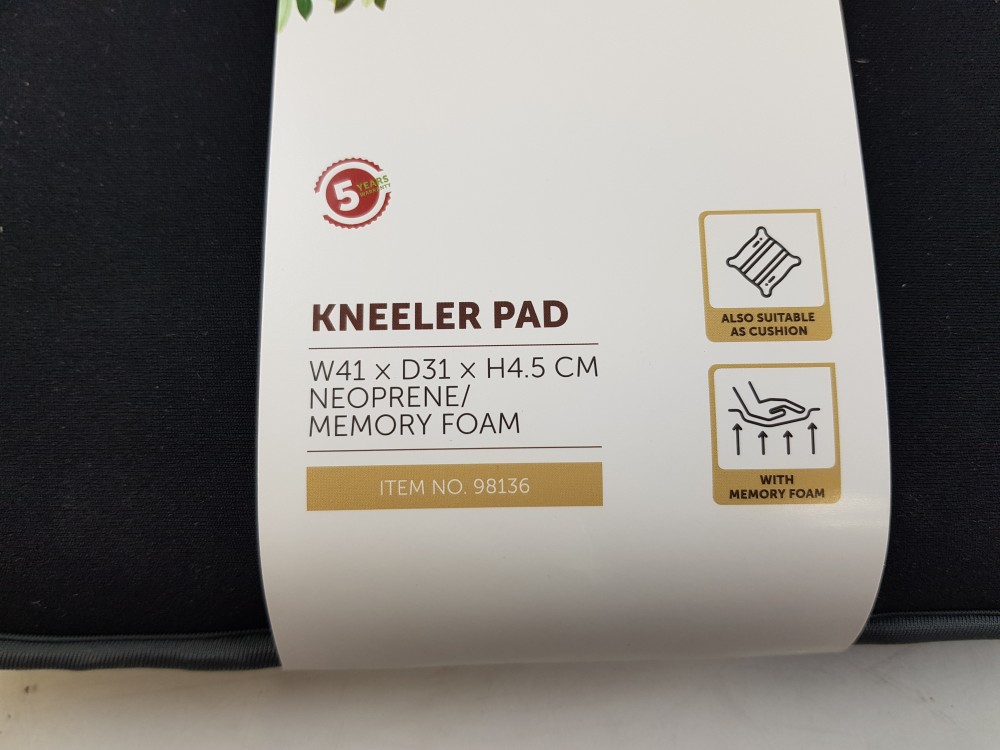 5 YEARS
WARRANTY
KNEELER PAD
W41 x D31 x H4.5 CM
NEOPRENE/
MEMORY FOAM
ITEM NO. 98136
ALSO SUITABLE
AS CUSHION
WITH
MEMORY FOAM